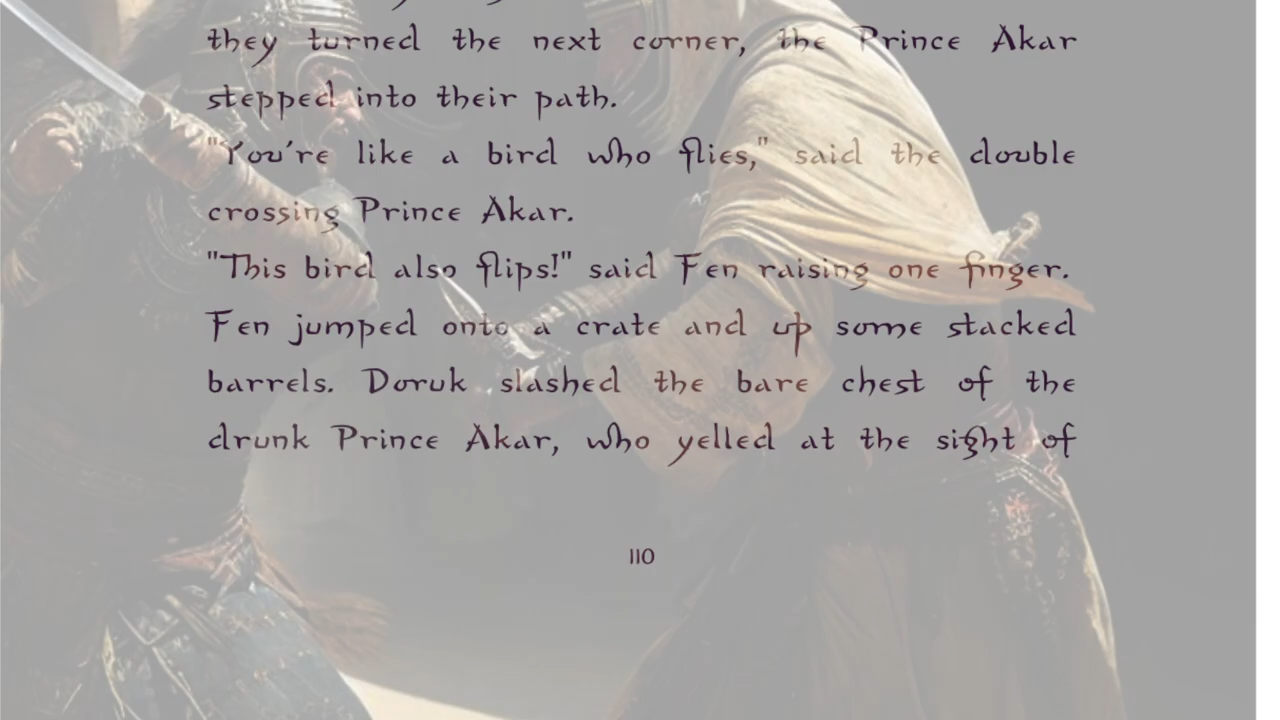 they turned the next corner, the Prince Akar
stepped into their path.
"You're like a bird who flies," said the double
crossing Prince Akar.
"This bird also flips!" said Fen raising one finger.
Fen jumped onto a crate and up some stacked
barrels. Doruk slashed the bare chest of the
drunk Prince Akar, who yelled at the sight of
110